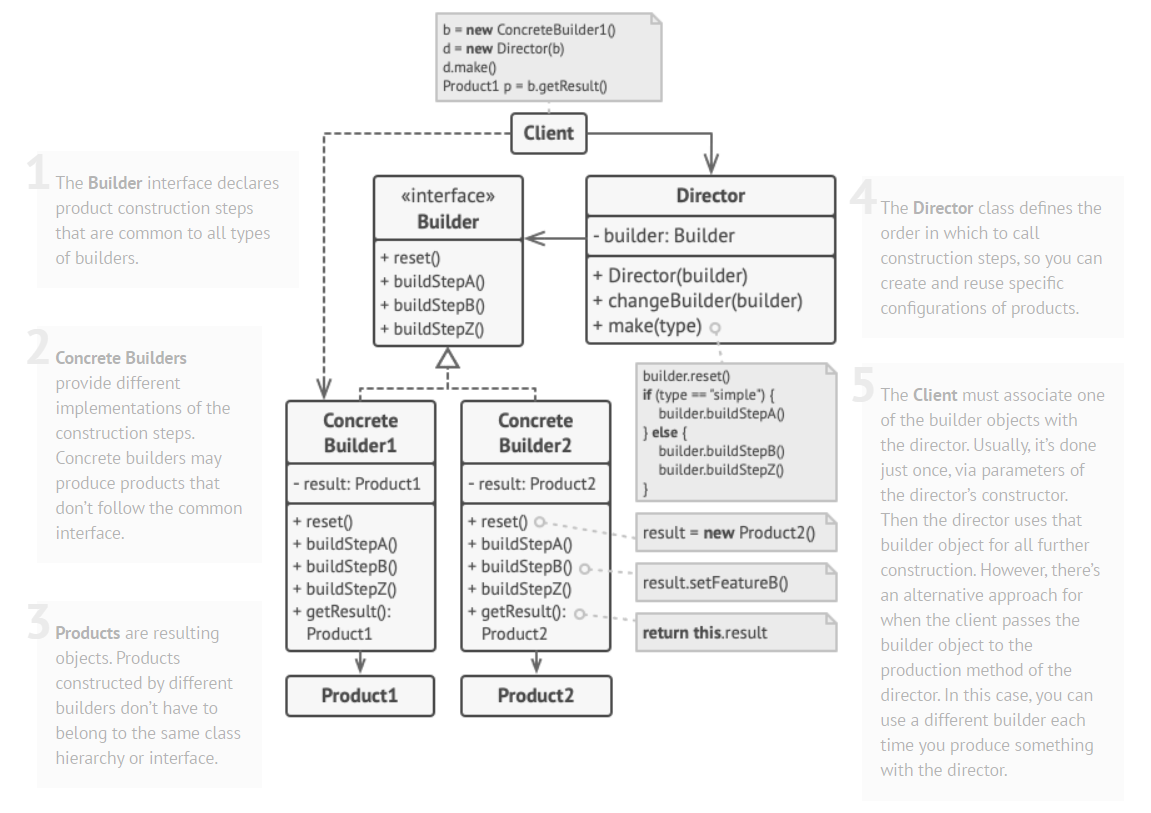 b = new ConcreteBuilder1()
d = new Director(b)
d.make()
Product1 p = b.getResult()
Client
1
The Builder interface declares
product construction steps
that are common to all types
of builders.
«interface»
Builder
+ reset()
+ buildStepA()
+ buildStepB()
+ buildStepZ()
Director
- builder: Builder
+ Director(builder)
+ changeBuilder(builder)
+ make(type)
4
The Director class defines the
order in which to call
construction steps, so you can
create and reuse specific
configurations of products.
2
Concrete Builders
provide different
implementations of the
construction steps.
Concrete builders may
produce products that
don't follow the common
interface.
builder.reset()
if (type == "simple") {
builder.buildStepA()
} else {
builder.buildStepB()
builder.buildStepZ()
}
Concrete
Builder1
- result: Product1
+ reset()
+ buildStepA()
+ buildStepB()
+ buildStepZ()
+ getResult():
Product1
Concrete
Builder2
- result: Product2
+ reset()
+ buildStepA()
+ buildStepB()
+ buildStepZ()
+ getResult():
Product2
result = new Product2()
result.setFeatureB()
return this.result
Product1
Product2
3
Products are resulting
objects. Products
constructed by different
builders don't have to
belong to the same class
hierarchy or interface.
5
The Client must associate one
of the builder objects with
the director. Usually, it's done
just once, via parameters of
the director's constructor.
Then the director uses that
builder object for all further
construction. However, there's
an alternative approach for
when the client passes the
builder object to the
production method of the
director. In this case, you can
use a different builder each
time you produce something
with the director.